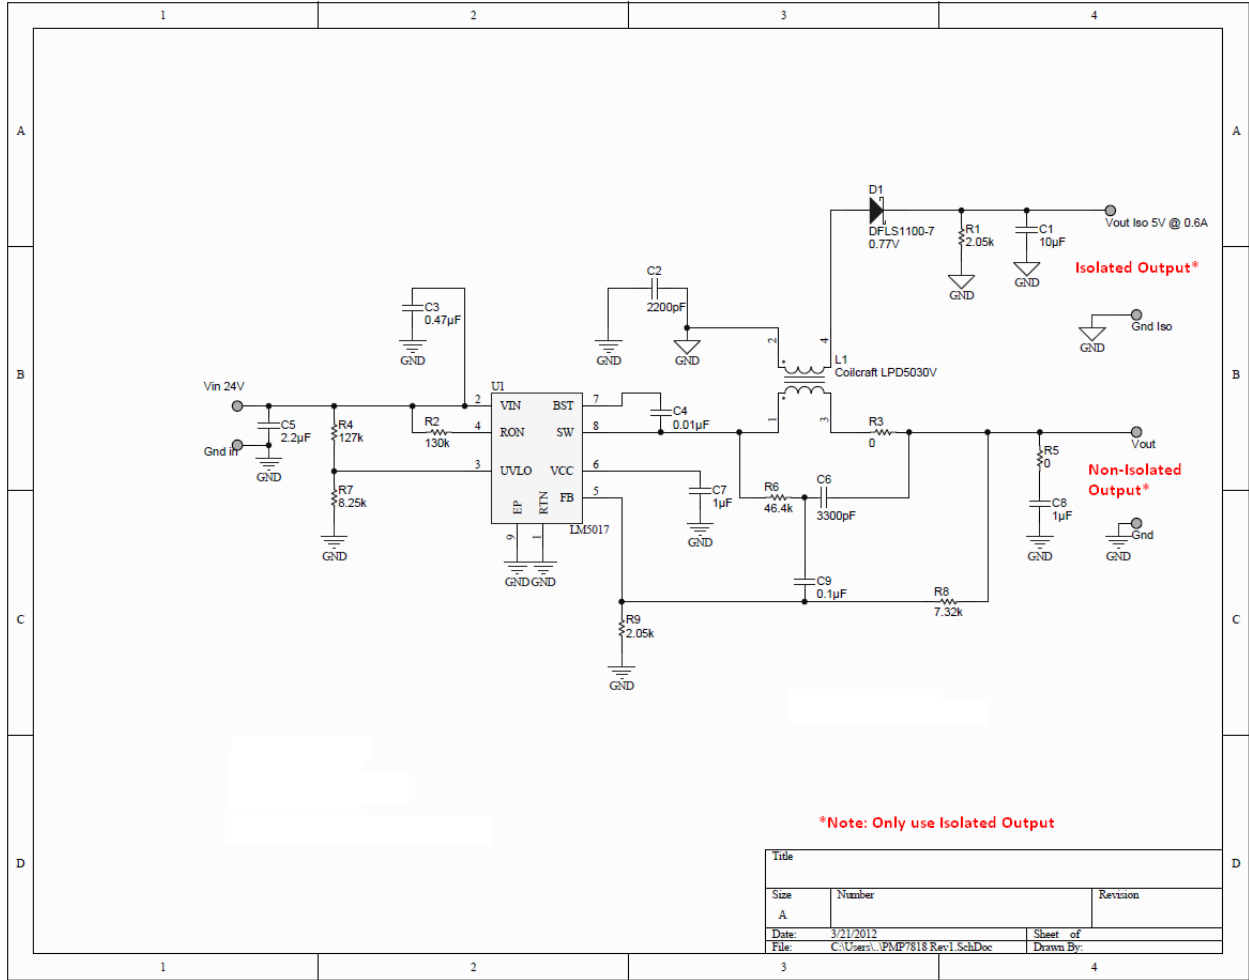 1 2 3 4
A A
D1
DFLS1100-7
0.77V
R1
2.05k
C1
10µF
Vout Iso 5V @ 0.6A
GND
GND
Isolated Output*
B B
C2
2200pF
C3
0.47µF
GND
GND
GND
Gnd Iso
GND
2 4
L1
Coilcraft LPD5030V
1 3
Vin 24V
C5
2.2µF
Gnd in
GND
R4
127k
R2
130k
R7
8.25k
GND
U1
2 VIN BST 7
4 RON SW 8
3 UVLO VCC 6
FB 5
EP RTN
LM5017
9 1
GND GND
C4
0.01µF
C7
1µF
GND
R3
0
R6
46.4k
C6
3300pF
R5
0
C8
1µF
GND
Vout
Non-Isolated
Output*
Gnd
GND
C C
C9
0.1µF
R8
7.32k
R9
2.05k
GND
D D
*Note: Only use Isolated Output
Title
Size Number Revision
A
Date: 3/21/2012 Sheet of
File: C:\Users\..\PMP7818 Rev1.SchDoc Drawn By:
1 2 3 4